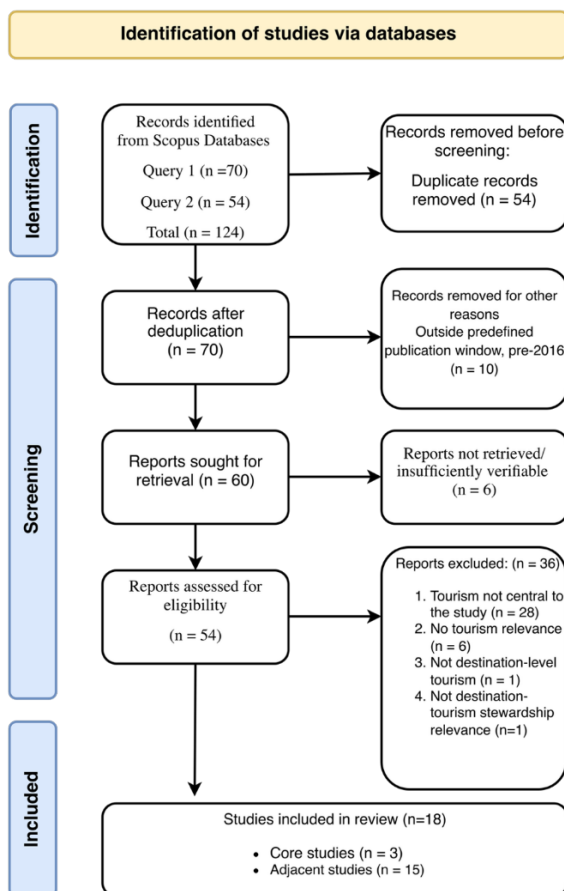 Identification of studies via databases
Identification
Records identified
from Scopus Databases
Query 1 (n =70)
Query 2 (n = 54)
Total (n = 124)
Records removed before
screening:
Duplicate records
removed (n = 54)
Screening
Records after
deduplication
(n = 70)
Records removed for other
reasons
Outside predefined
publication window, pre-2016
(n = 10)
Reports sought for
retrieval (n = 60)
Reports not retrieved/
insufficiently verifiable
(n = 6)
Reports assessed for
eligibility
(n = 54)
Reports excluded: (n = 36)
1. Tourism not central to
the study (n = 28)
2. No tourism relevance
(n = 6)
3. Not destination-level
tourism (n = 1)
4. Not destination-
tourism stewardship
relevance (n=1)
Included
Studies included in review (n=18)
• Core studies (n = 3)
• Adjacent studies (n = 15)